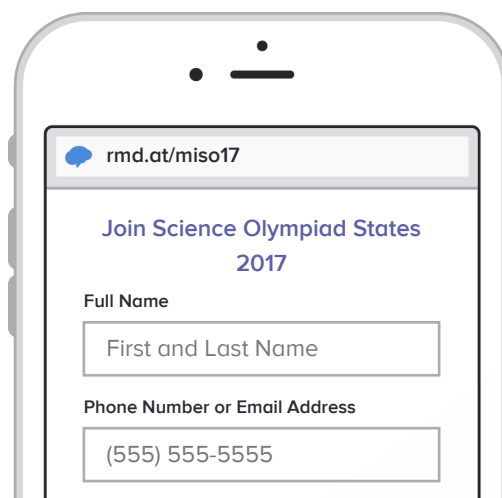 rmd.at/miso17
Join Science Olympiad States
2017
Full Name
First and Last Name
Phone Number or Email Address
(555) 555-5555